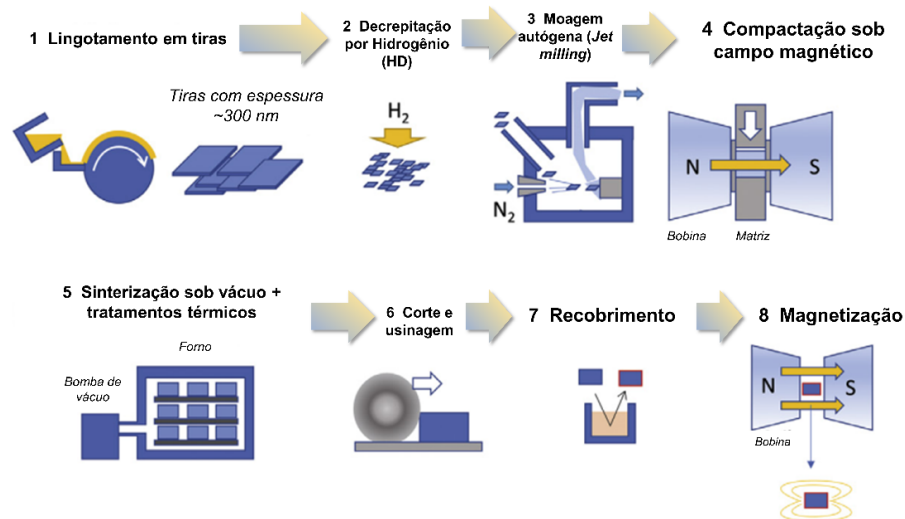 1 Lingotamento em tiras
2 Decrepitação
por Hidrogênio
(HD)
3 Moagem
autógena (Jet
milling)
4 Compactação sob
campo magnético
Tiras com espessura
~300 nm
H2
N2
N
S
Bobina
Matriz
5 Sinterização sob vácuo +
tratamentos térmicos
6 Corte e
usinagem
7 Recobrimento
8 Magnetização
Forno
Bomba de
vácuo
N
S
Bobina